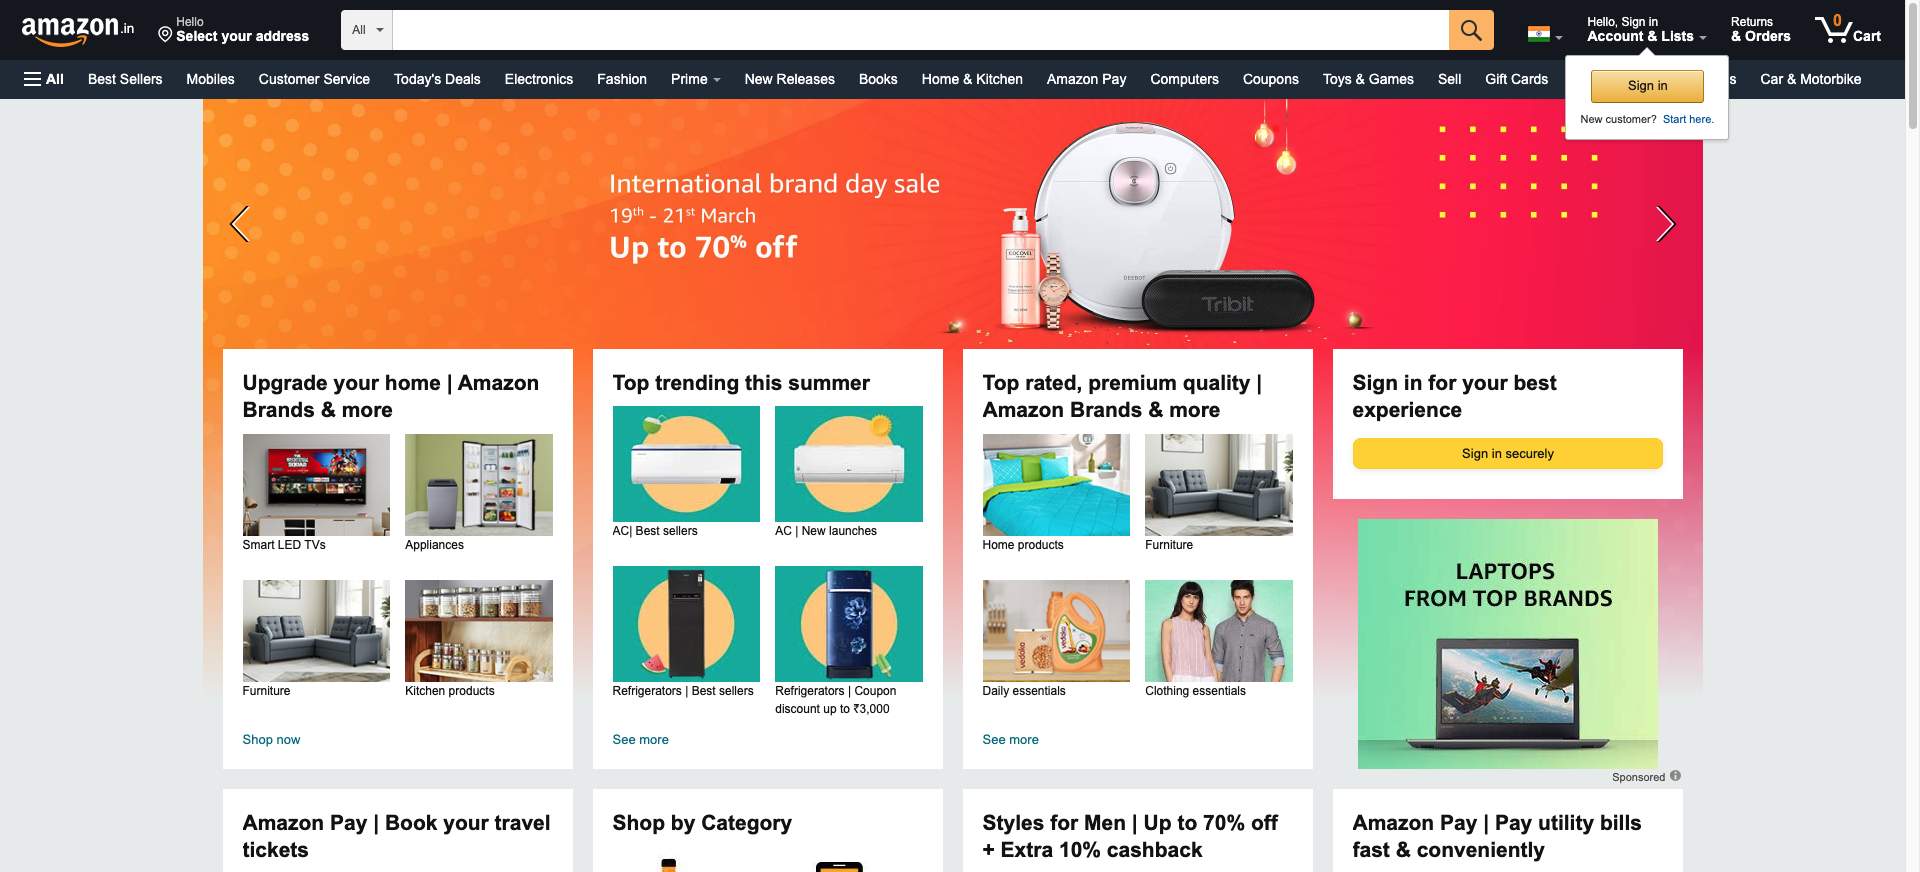 amazon.in
Hello
Select your address
All
Hello, Sign in
Account & Lists
Returns
& Orders
0
Cart
All
Best Sellers
Mobiles
Customer Service
Today's Deals
Electronics
Fashion
Prime
New Releases
Books
Home & Kitchen
Amazon Pay
Computers
Coupons
Toys & Games
Sell
Gift Cards
s
Car & Motorbike
Sign in
New customer? Start here.
International brand day sale
19th - 21st March
Up to 70% off
COCOVEL
DEEBOT
Tribit
Upgrade your home | Amazon
Brands & more
Smart LED TVs
Appliances
Furniture
Kitchen products
Shop now
Top trending this summer
AC| Best sellers
AC | New launches
Refrigerators | Best sellers
Refrigerators | Coupon
discount up to ₹3,000
See more
Top rated, premium quality |
Amazon Brands & more
Home products
Furniture
vedaka
vedaka
Daily essentials
Clothing essentials
See more
Sign in for your best
experience
Sign in securely
LAPTOPS
FROM TOP BRANDS
Sponsored
Amazon Pay | Book your travel
tickets
Shop by Category
Styles for Men | Up to 70% off
+ Extra 10% cashback
Amazon Pay | Pay utility bills
fast & conveniently